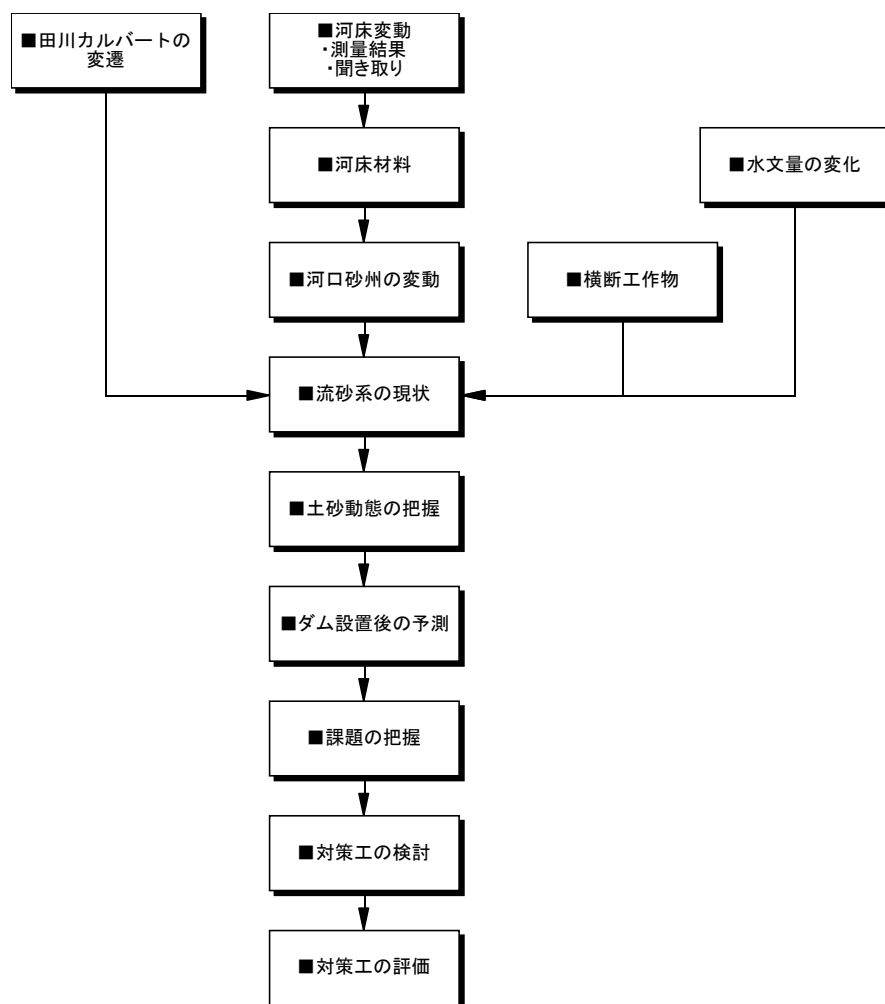 ■田川カルバートの
変遷
■河床変動
・測量結果
・聞き取り
■河床材料
■水文量の変化
■河口砂州の変動
■横断工作物
■流砂系の現状
■土砂動態の把握
■ダム設置後の予測
■課題の把握
■対策工の検討
■対策工の評価